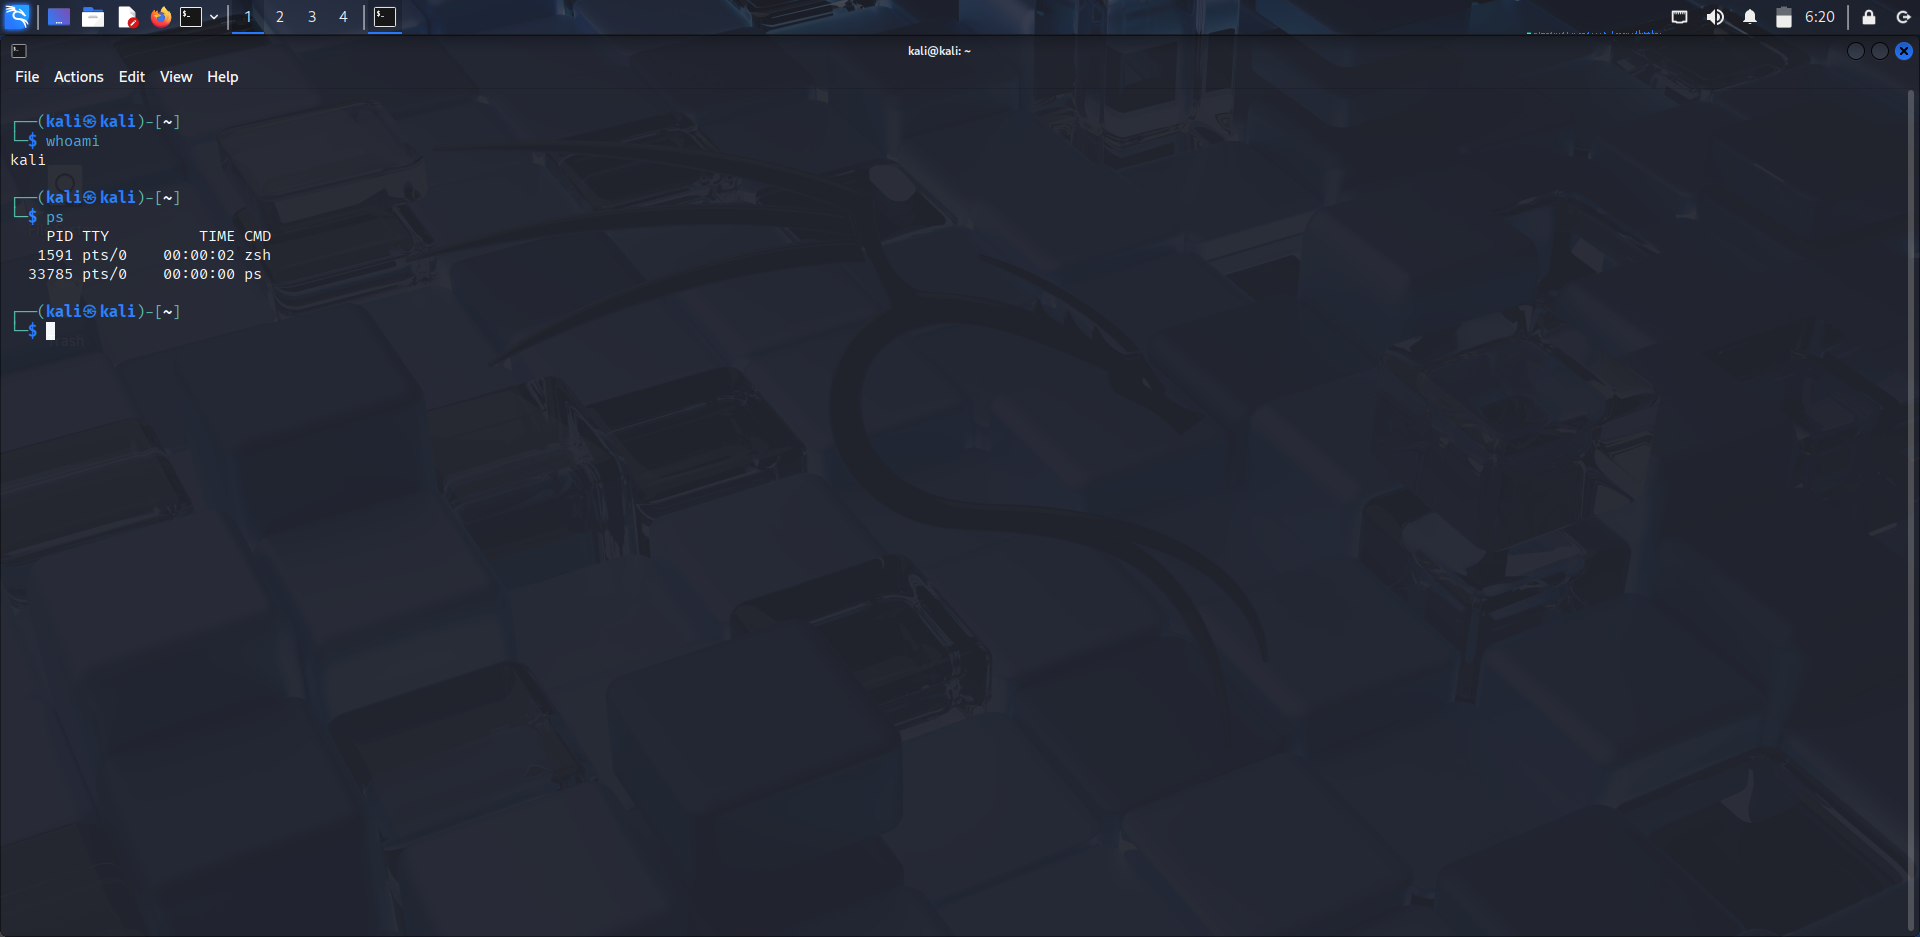 1 2 3 4 6:20
kali@kali: ~
File Actions Edit View Help
┌──(kali㉿kali)-[~]
└─$ whoami
kali
┌──(kali㉿kali)-[~]
└─$ ps
    PID TTY          TIME CMD
   1591 pts/0    00:00:02 zsh
  33785 pts/0    00:00:00 ps
┌──(kali㉿kali)-[~]
└─$